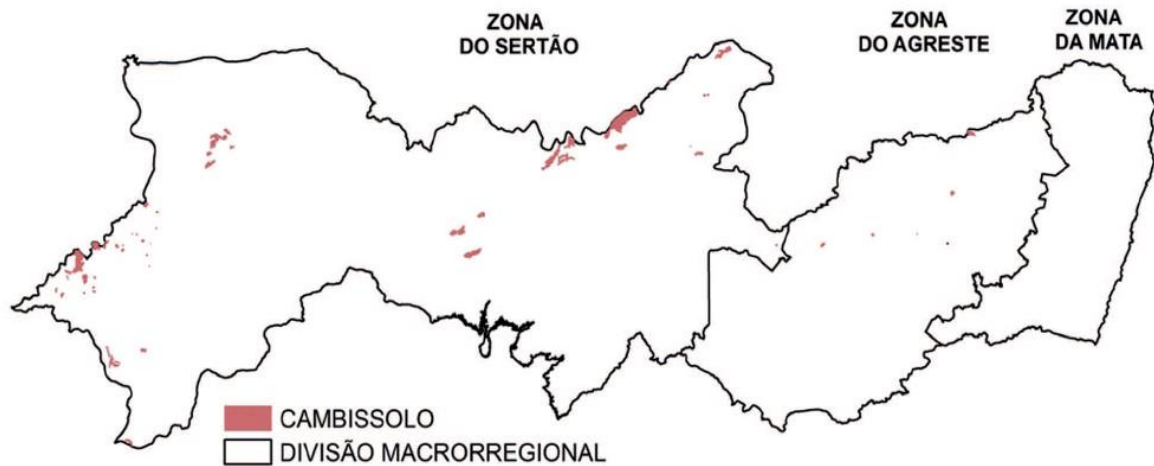 ZONA
DO SERTÃO
ZONA
DO AGRESTE
ZONA
DA MATA
CAMBISSOLO
DIVISÃO MACRORREGIONAL